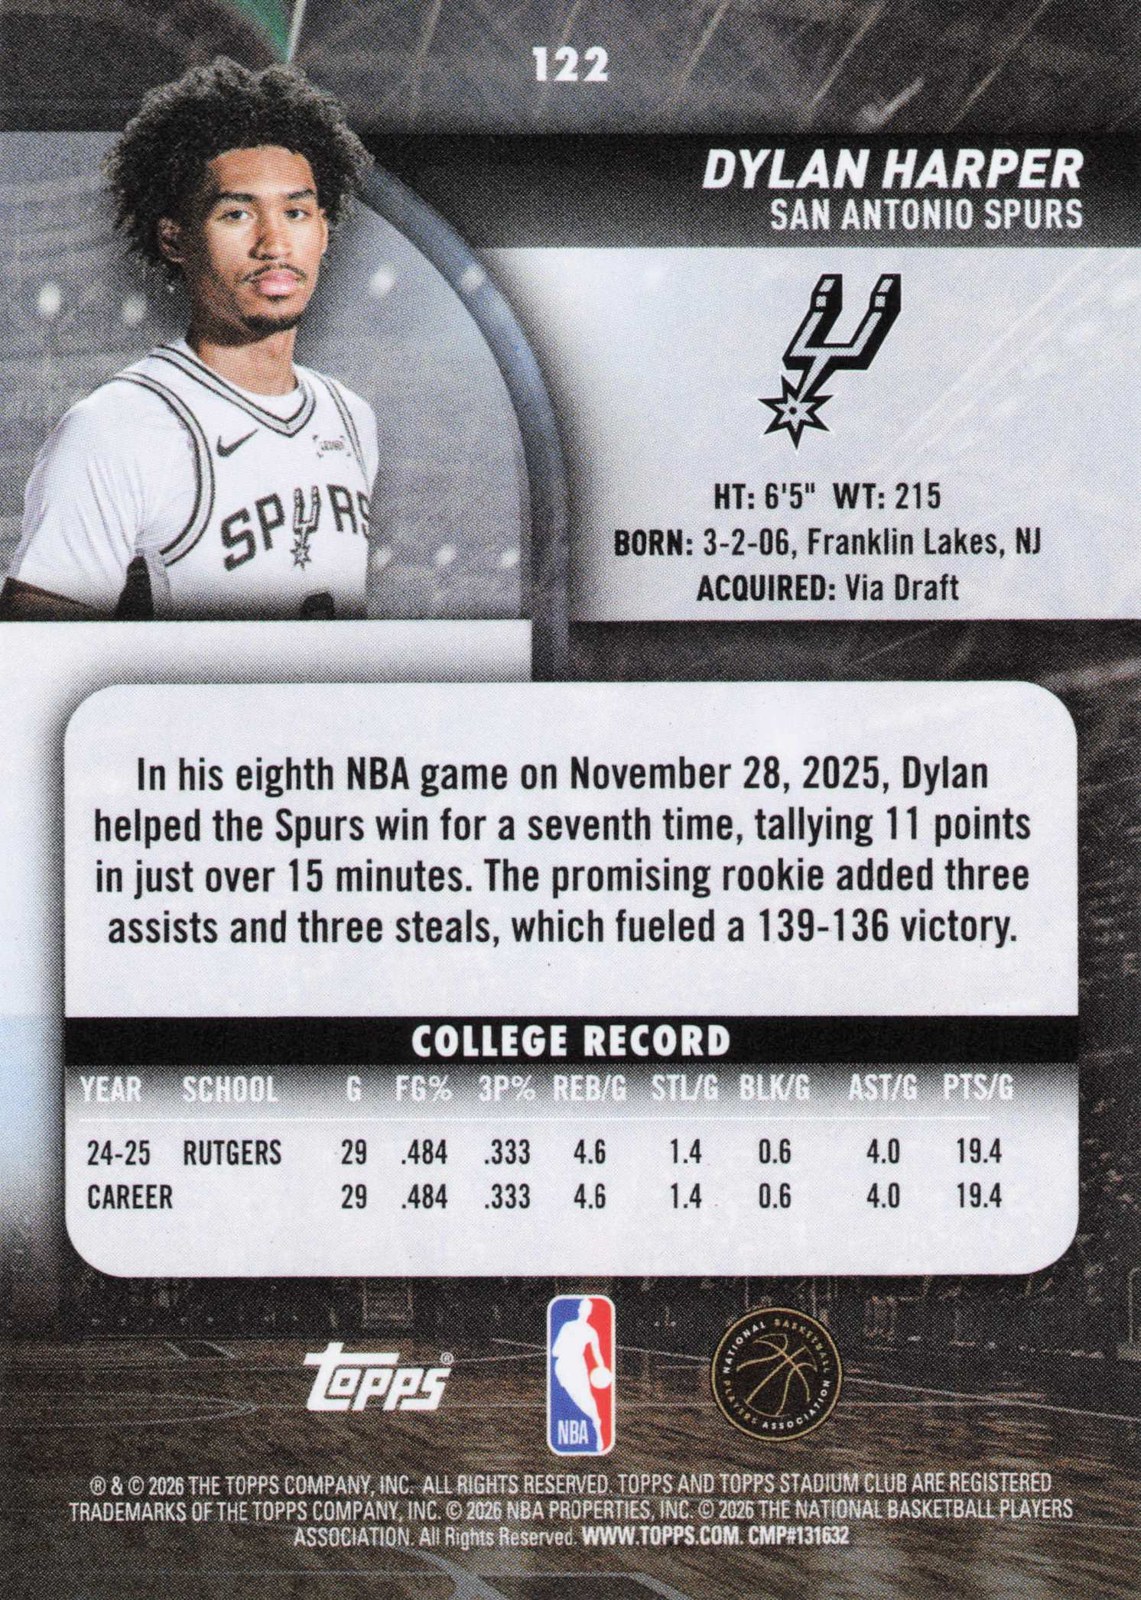 122
DYLAN HARPER
SAN ANTONIO SPURS
SPURS
HT: 6'5" WT: 215
BORN: 3-2-06, Franklin Lakes, NJ
ACQUIRED: Via Draft
In his eighth NBA game on November 28, 2025, Dylan
helped the Spurs win for a seventh time, tallying 11 points
in just over 15 minutes. The promising rookie added three
assists and three steals, which fueled a 139-136 victory.
COLLEGE RECORD
YEAR SCHOOL G FG% 3P% REB/G STL/G BLK/G AST/G PTS/G
24-25 RUTGERS 29 .484 .333 4.6 1.4 0.6 4.0 19.4
CAREER 29 .484 .333 4.6 1.4 0.6 4.0 19.4
topps®
NBA
NATIONAL BASKETBALL PLAYERS ASSOCIATION
® & © 2026 THE TOPPS COMPANY, INC. ALL RIGHTS RESERVED. TOPPS AND TOPPS STADIUM CLUB ARE REGISTERED
TRADEMARKS OF THE TOPPS COMPANY, INC. © 2026 NBA PROPERTIES, INC. © 2026 THE NATIONAL BASKETBALL PLAYERS
ASSOCIATION. All Rights Reserved. WWW.TOPPS.COM. CMP#131632